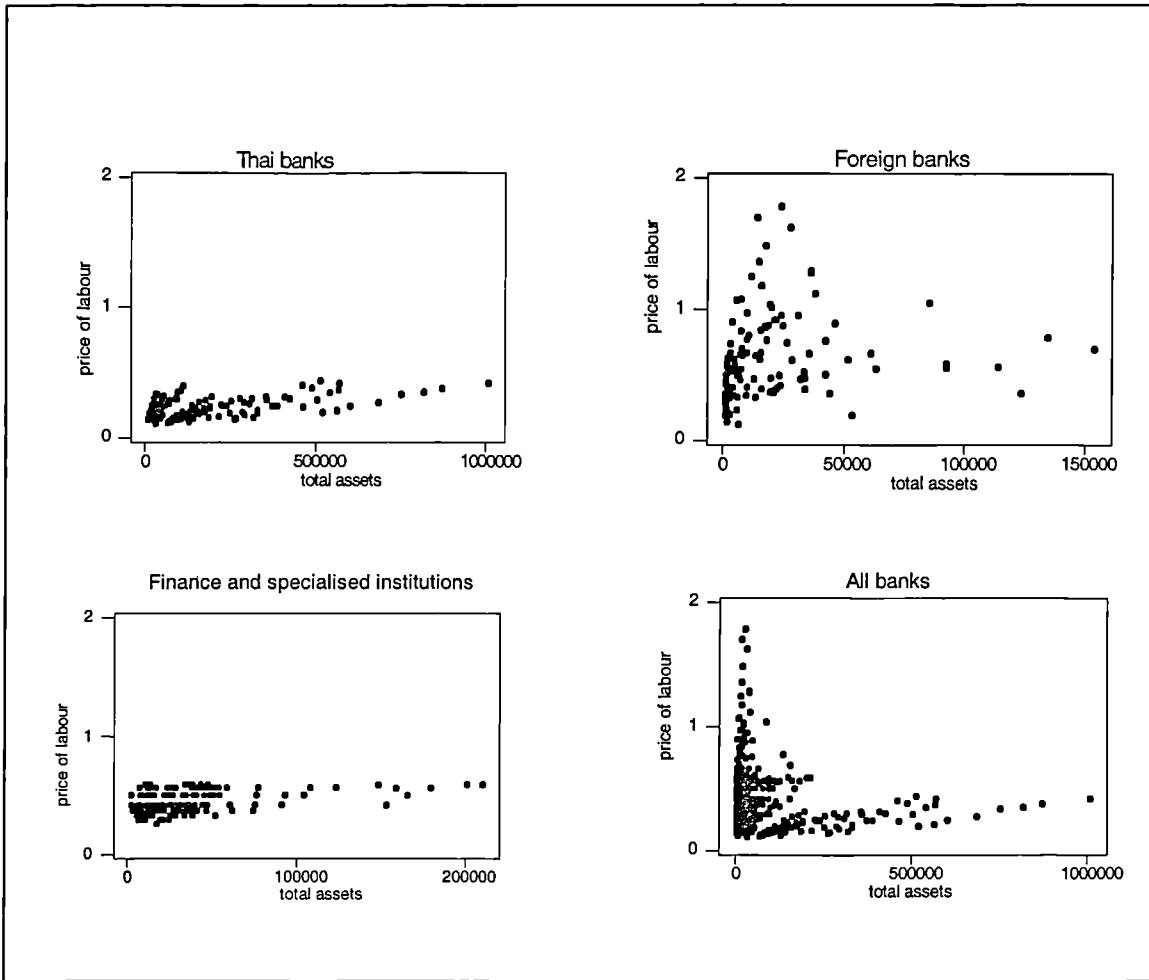 Thai banks
2
1
0
price of labour
0 500000 1000000
total assets
Foreign banks
2
1
0
price of labour
0 50000 100000 150000
total assets
Finance and specialised institutions
2
1
0
price of labour
0 100000 200000
total assets
All banks
2
1
0
price of labour
0 500000 1000000
total assets